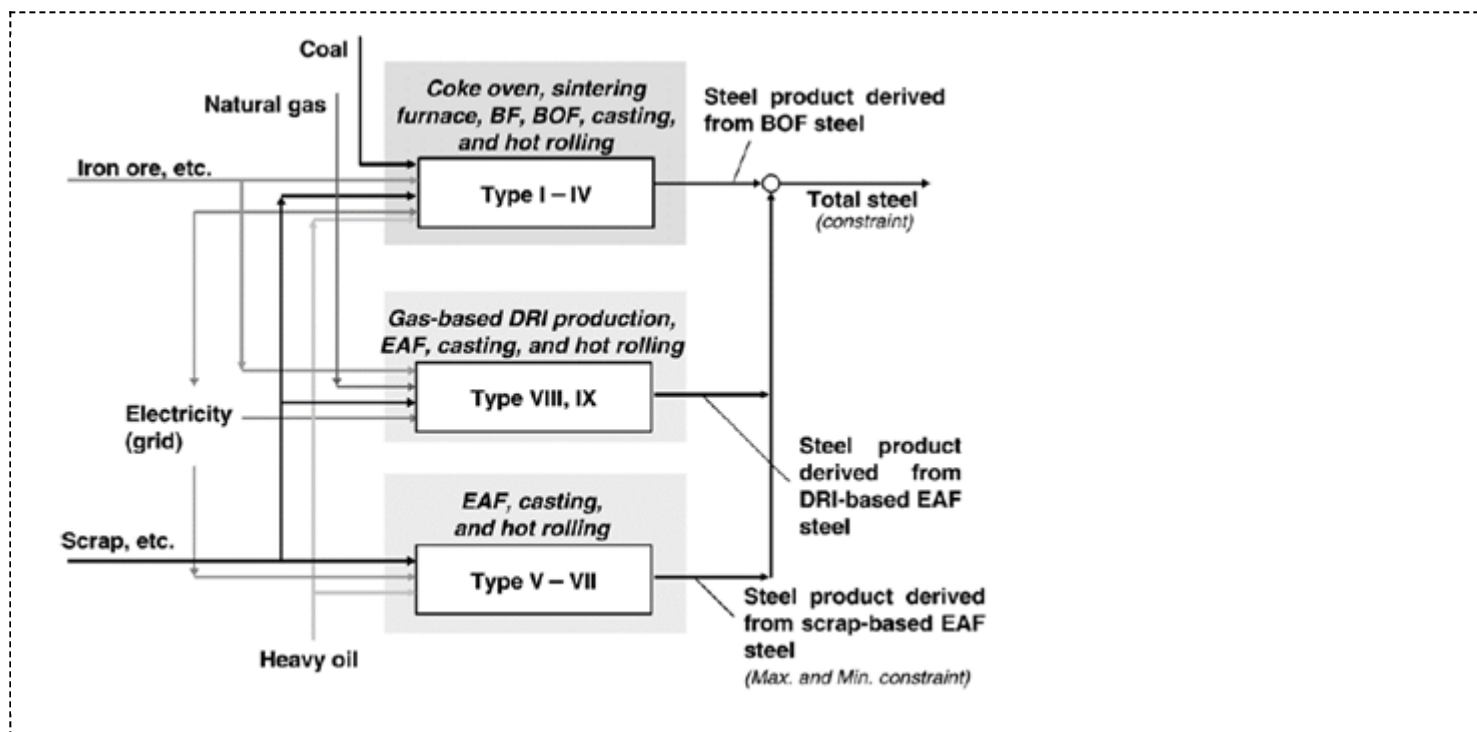 Coal
Coke oven, sintering
furnace, BF, BOF, casting,
and hot rolling
Natural gas
Steel product derived
from BOF steel
Iron ore, etc.
Type I – IV
Total steel
(constraint)
Gas-based DRI production,
EAF, casting, and hot rolling
Type VIII, IX
Electricity
(grid)
Steel product
derived from
DRI-based EAF
steel
EAF, casting,
and hot rolling
Scrap, etc.
Type V – VII
Steel product derived
from scrap-based EAF
steel
(Max. and Min. constraint)
Heavy oil